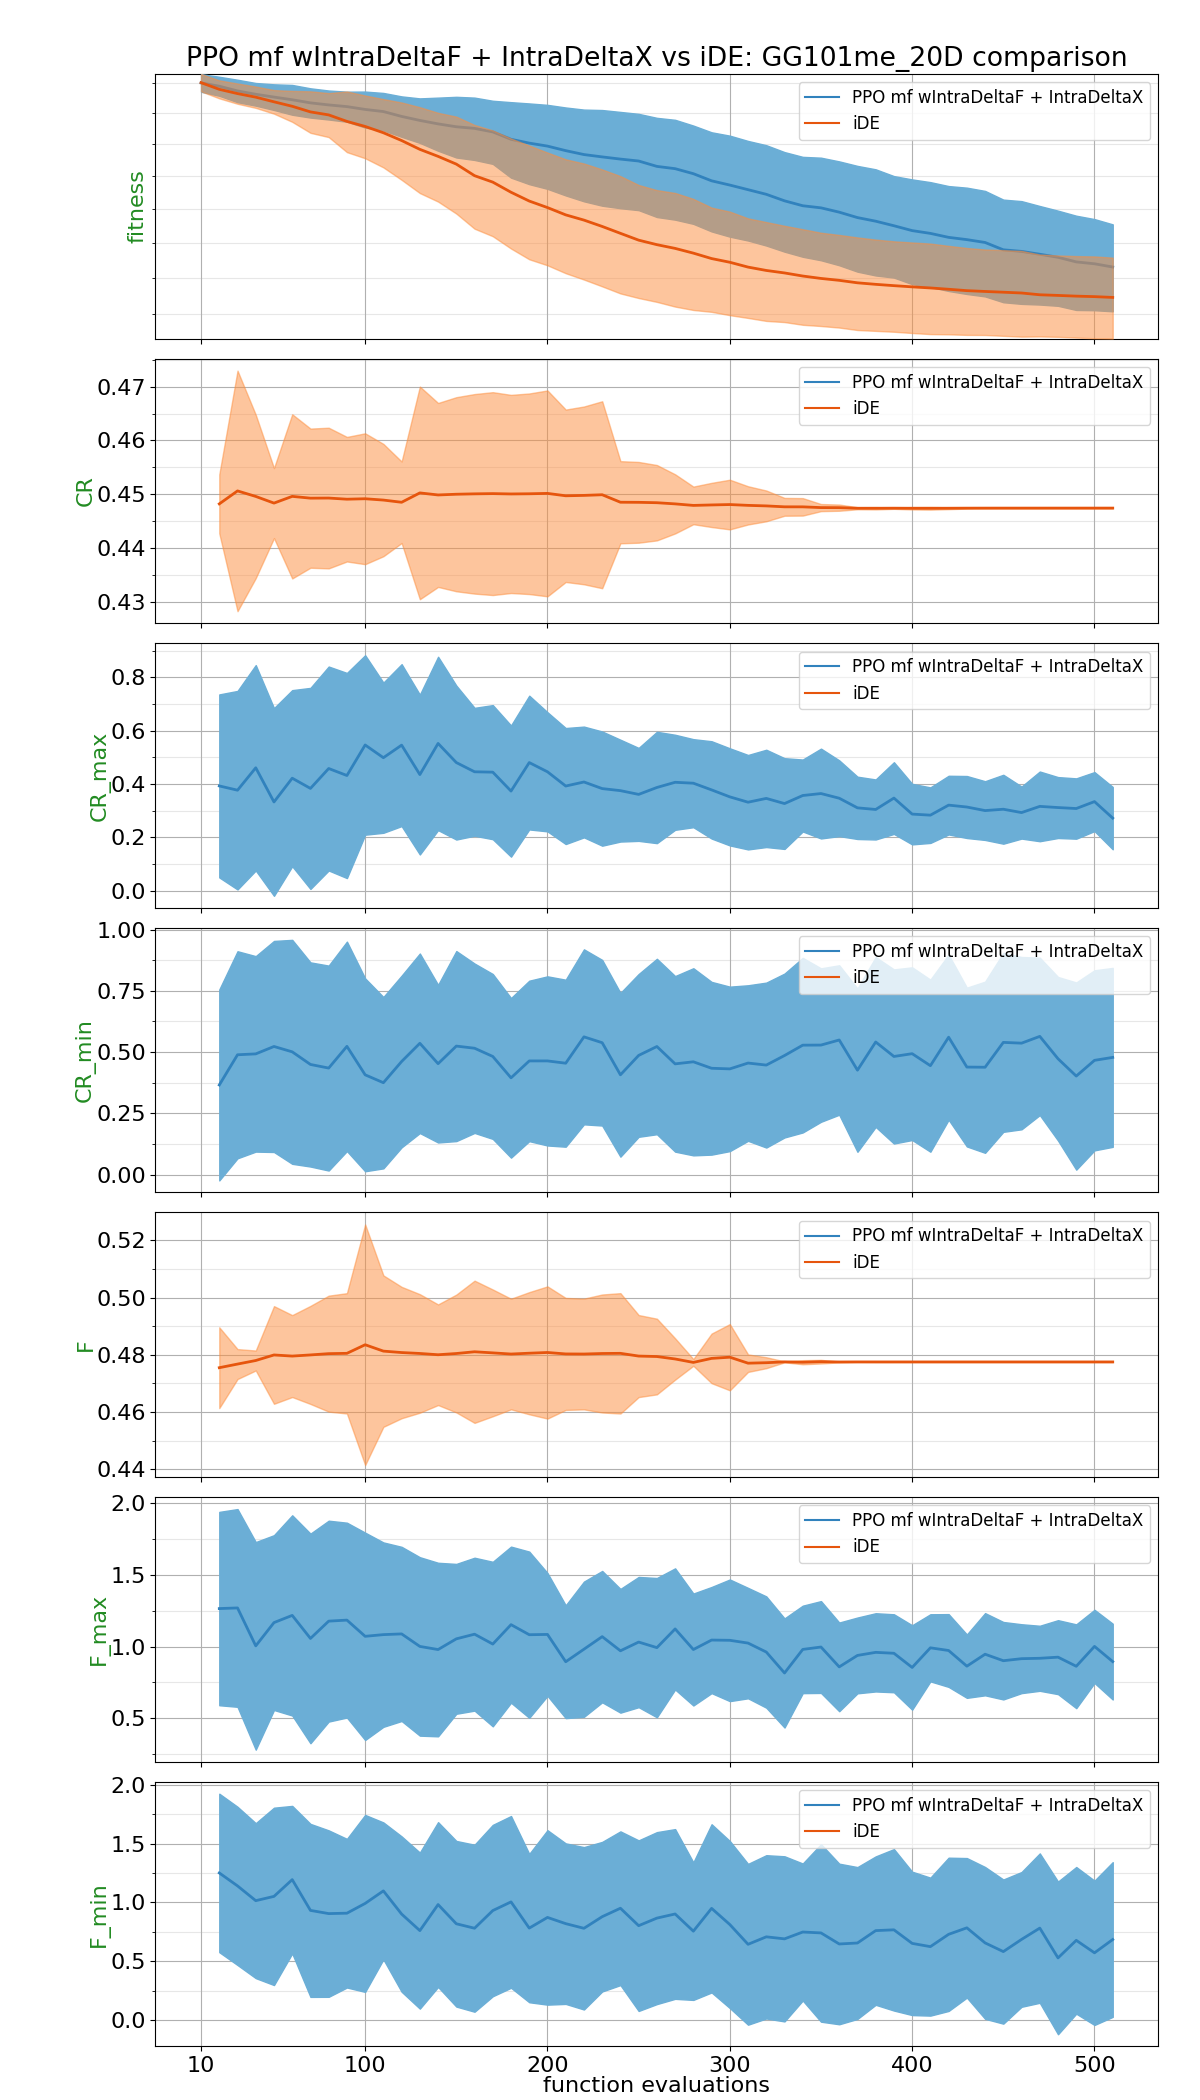 PPO mf wIntraDeltaF + IntraDeltaX vs iDE: GG101me_20D comparison
fitness
PPO mf wIntraDeltaF + IntraDeltaX
iDE
CR
0.47
0.46
0.45
0.44
0.43
PPO mf wIntraDeltaF + IntraDeltaX
iDE
CR_max
0.8
0.6
0.4
0.2
0.0
PPO mf wIntraDeltaF + IntraDeltaX
iDE
CR_min
1.00
0.75
0.50
0.25
0.00
PPO mf wIntraDeltaF + IntraDeltaX
iDE
F
0.52
0.50
0.48
0.46
0.44
PPO mf wIntraDeltaF + IntraDeltaX
iDE
F_max
2.0
1.5
1.0
0.5
PPO mf wIntraDeltaF + IntraDeltaX
iDE
F_min
2.0
1.5
1.0
0.5
0.0
PPO mf wIntraDeltaF + IntraDeltaX
iDE
10 100 200 300 400 500
function evaluations